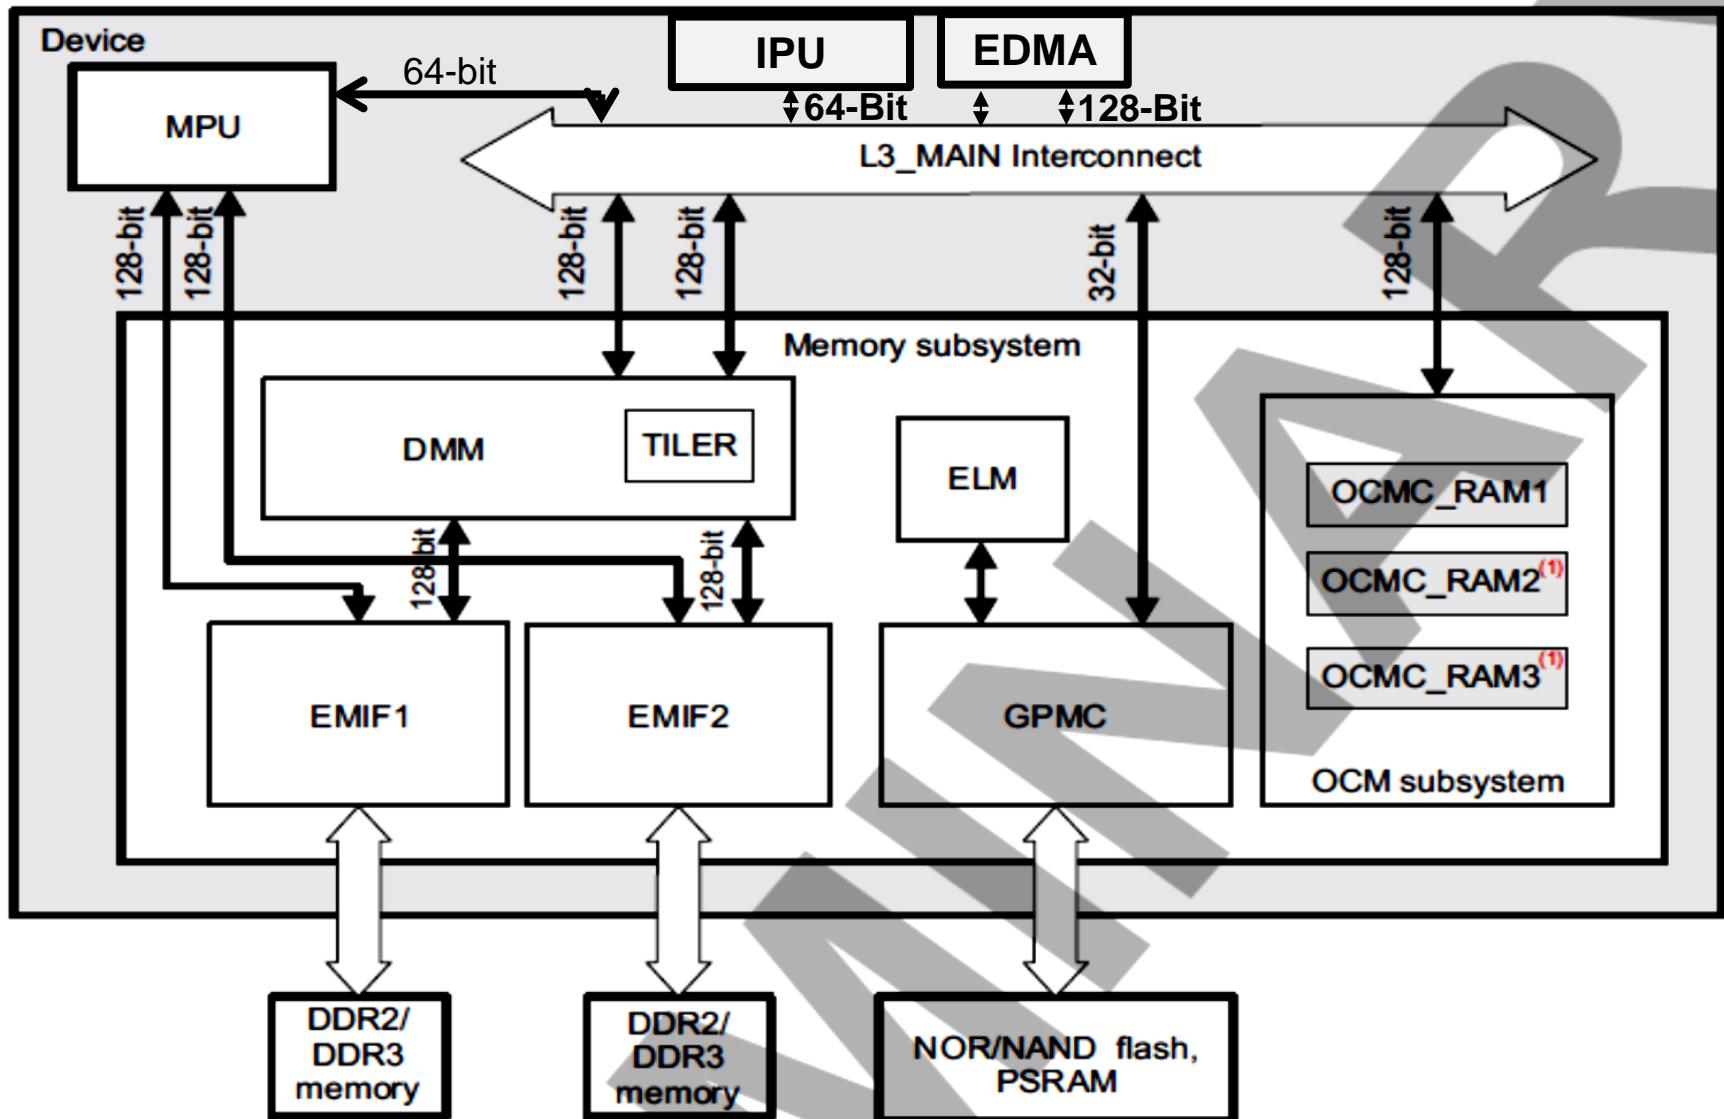 Device
IPU
EDMA
64-bit
MPU
64-Bit
128-Bit
L3_MAIN Interconnect
128-bit
128-bit
128-bit
128-bit
32-bit
128-bit
Memory subsystem
DMM
TILER
ELM
OCMC_RAM1
128-bit
128-bit
OCMC_RAM2(1)
OCMC_RAM3(1)
EMIF1
EMIF2
GPMC
OCM subsystem
DDR2/
DDR3
memory
DDR2/
DDR3
memory
NOR/NAND flash,
PSRAM